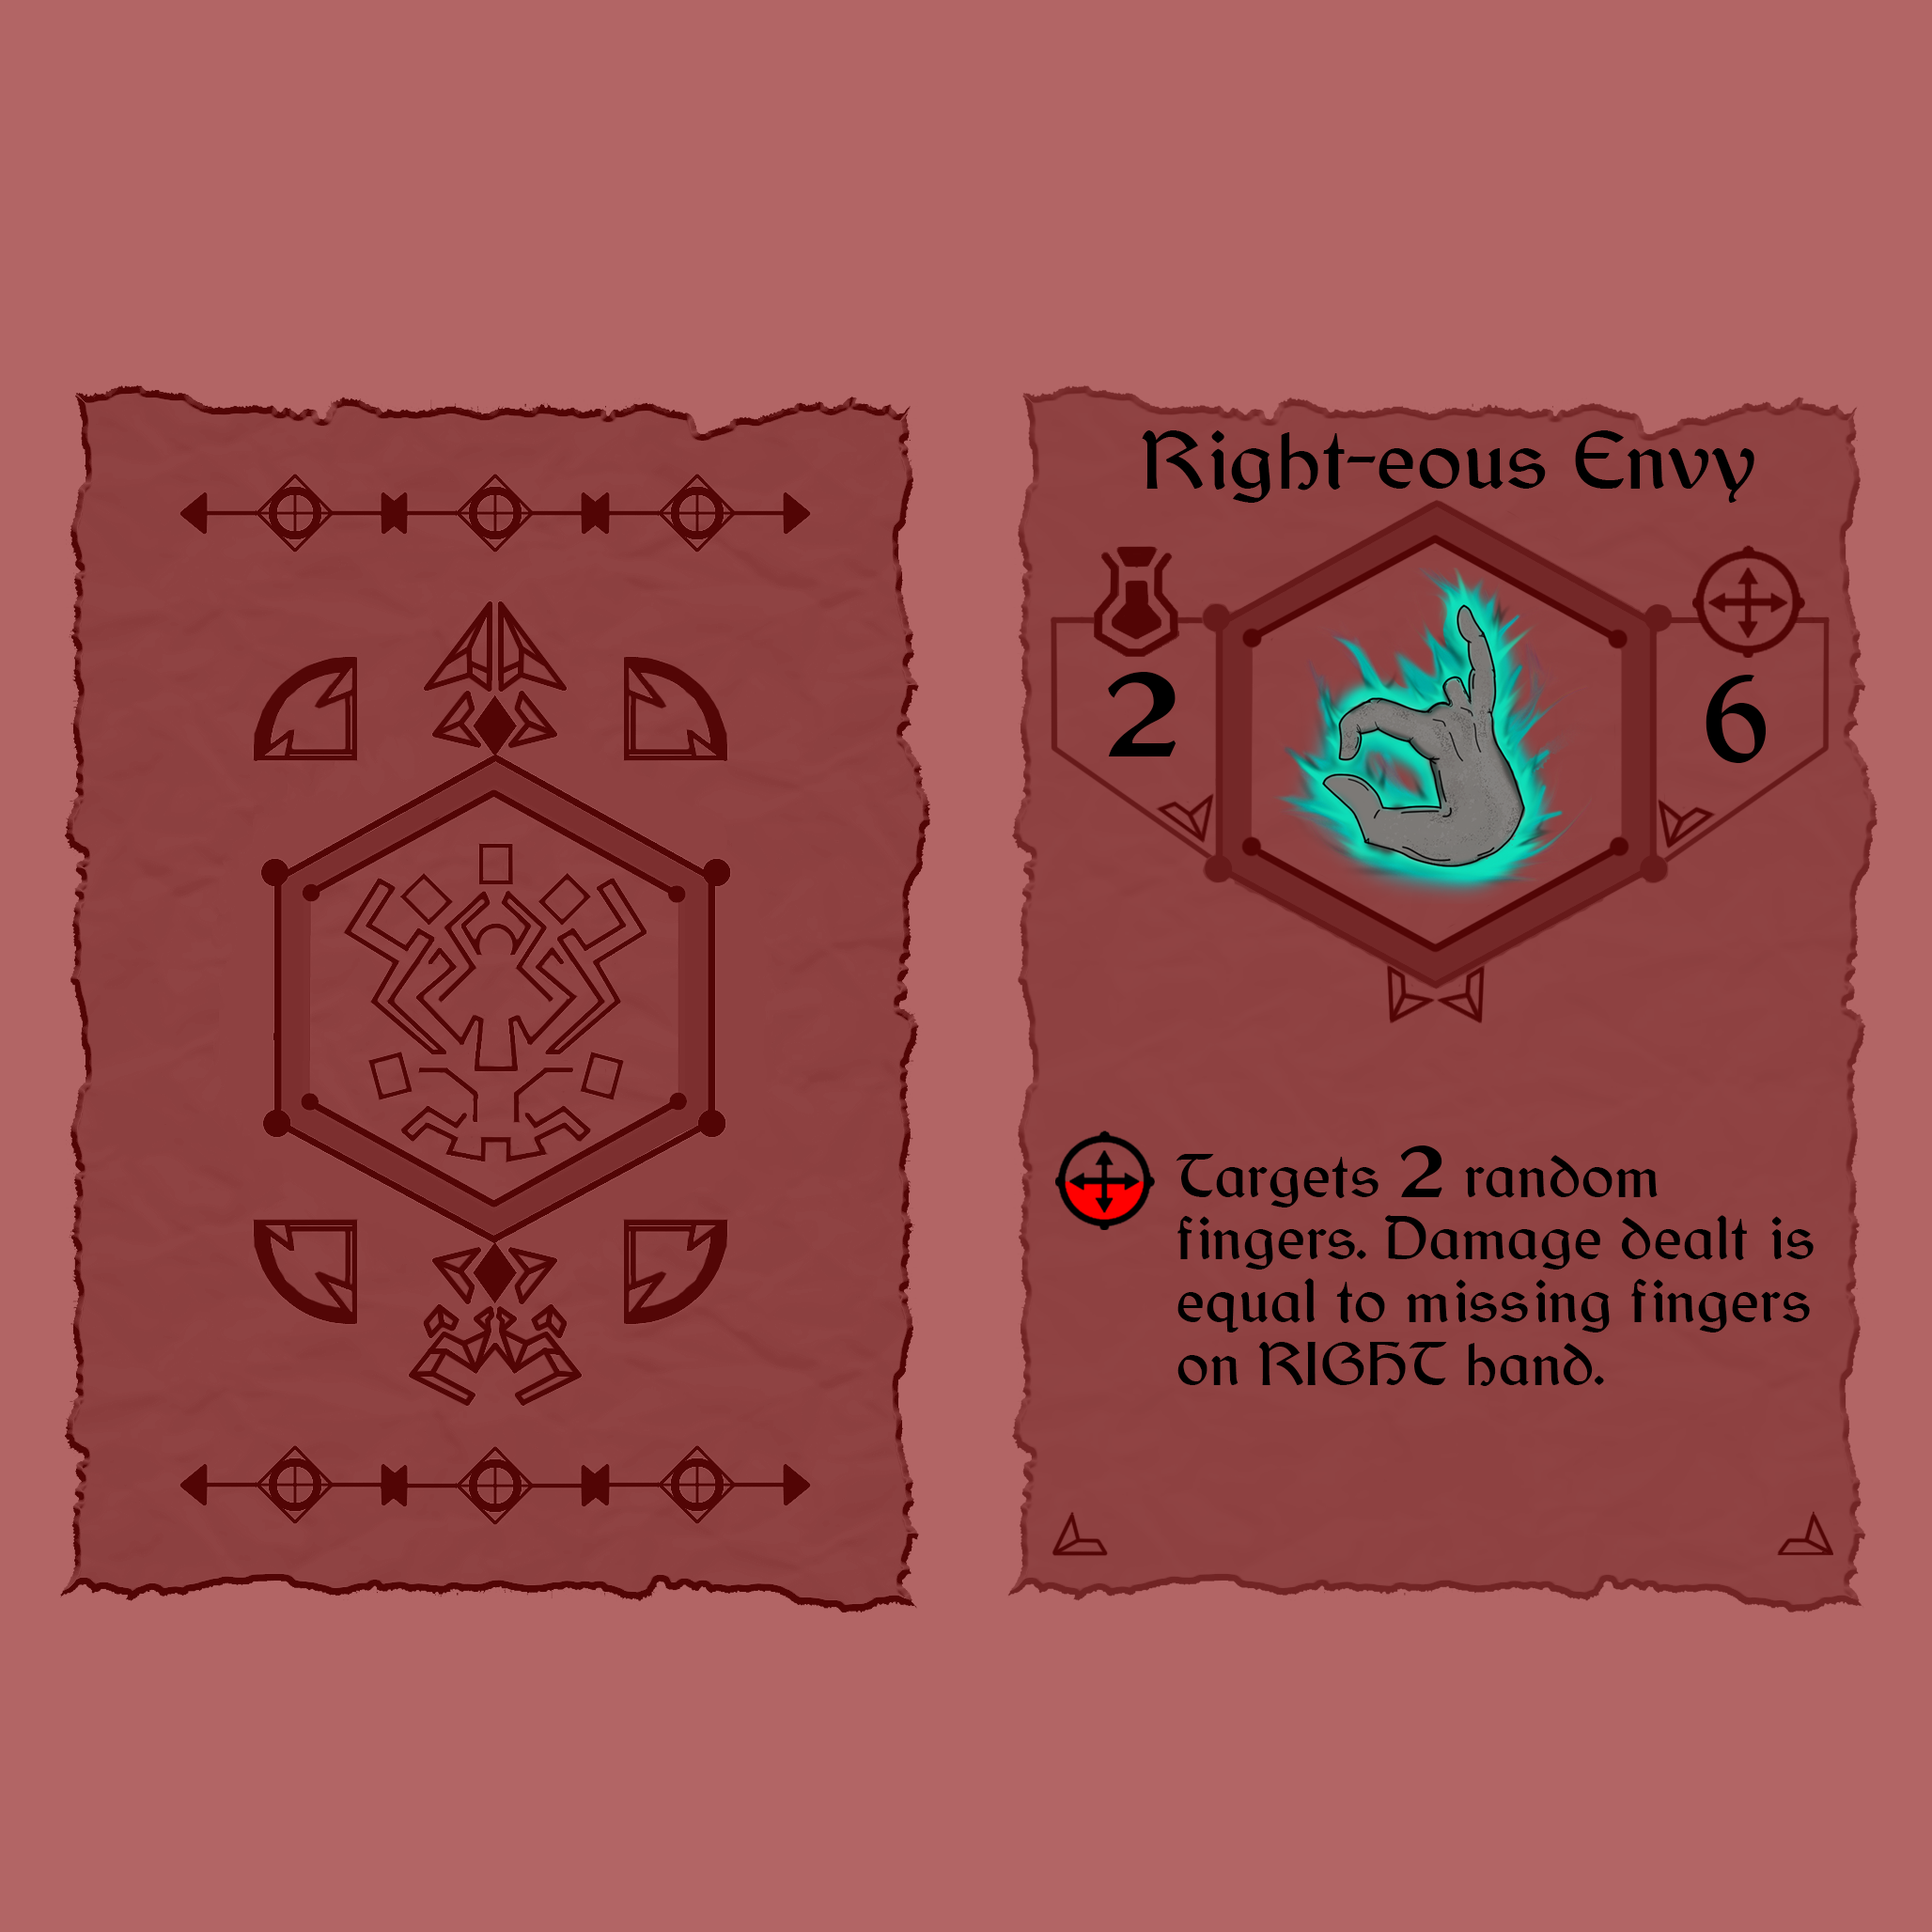 Right-eous Envy
2
6
Targets 2 random
fingers. Damage dealt is
equal to missing fingers
on RIGHT hand.